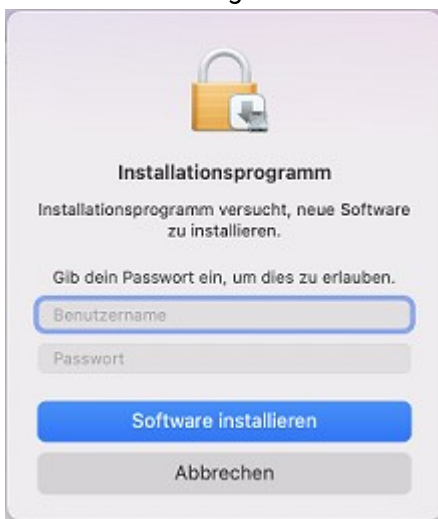 Installationsprogramm
Installationsprogramm versucht, neue Software
zu installieren.
Gib dein Passwort ein, um dies zu erlauben.
Benutzername
Passwort
Software installieren
Abbrechen